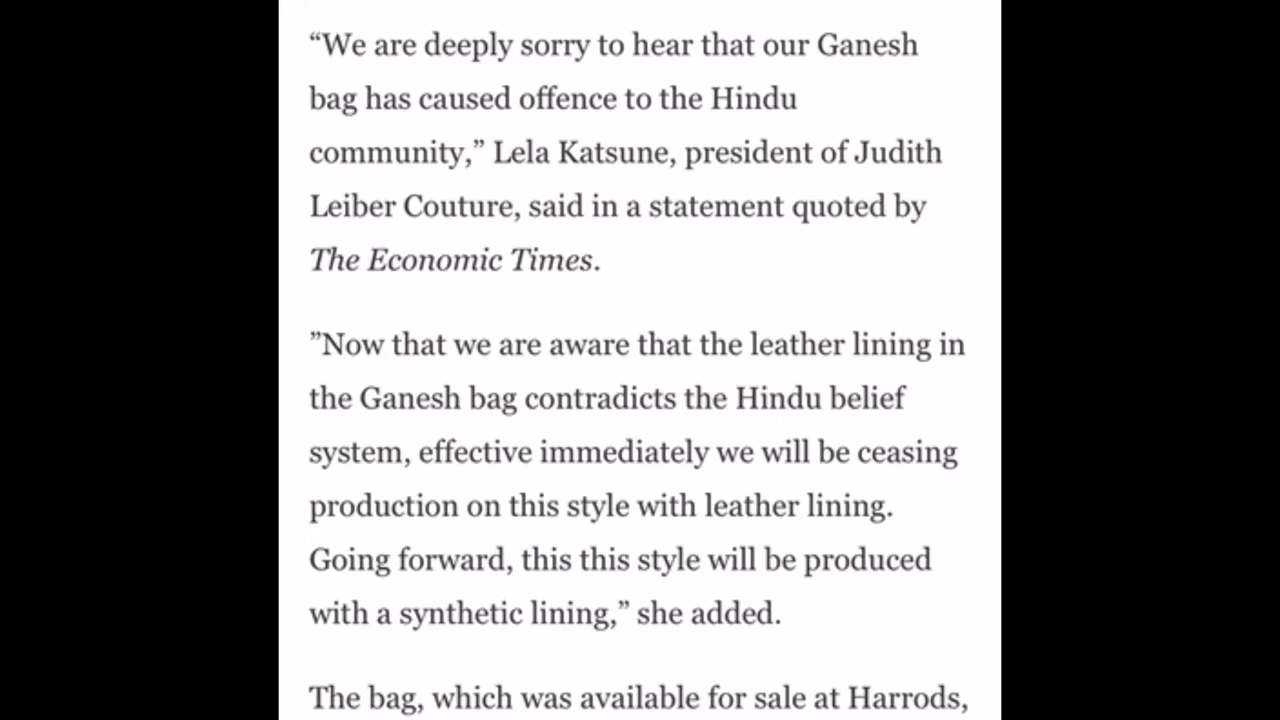 “We are deeply sorry to hear that our Ganesh
bag has caused offence to the Hindu
community,” Lela Katsune, president of Judith
Leiber Couture, said in a statement quoted by
The Economic Times.
”Now that we are aware that the leather lining in
the Ganesh bag contradicts the Hindu belief
system, effective immediately we will be ceasing
production on this style with leather lining.
Going forward, this this style will be produced
with a synthetic lining,” she added.
The bag, which was available for sale at Harrods,